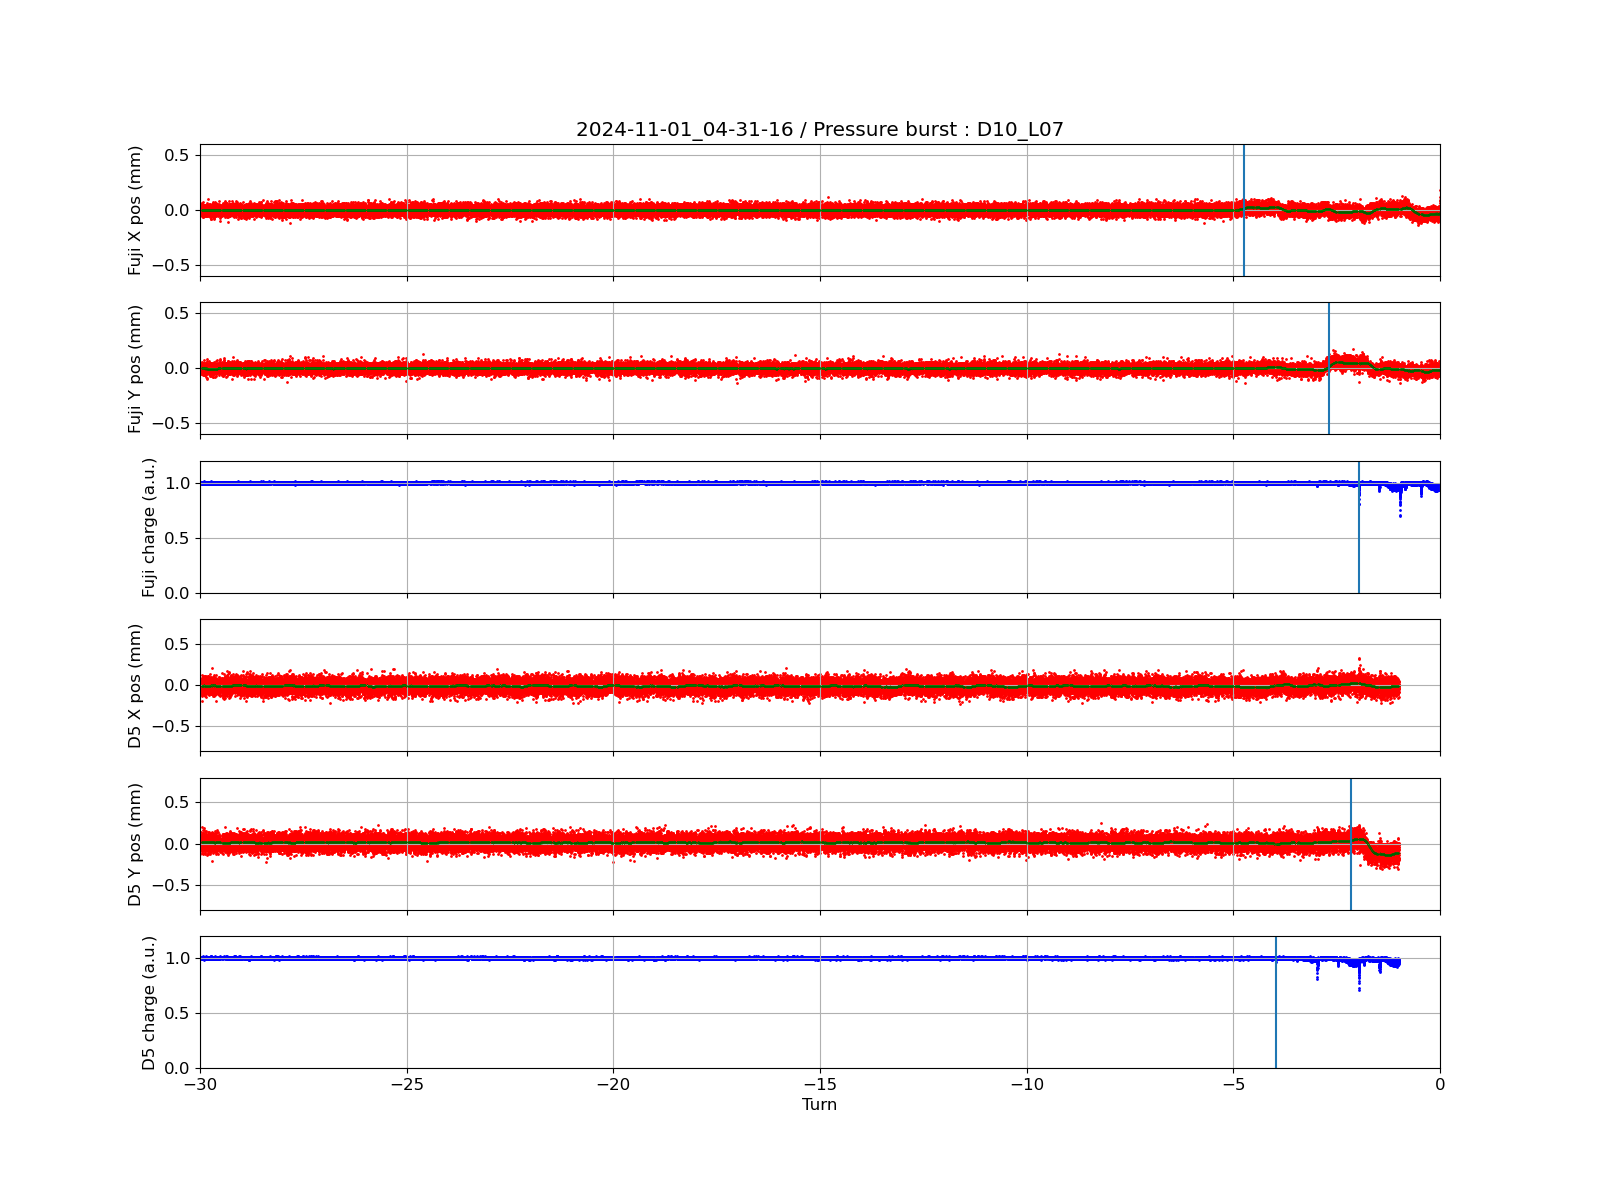 2024-11-01_04-31-16 / Pressure burst : D10_L07
Fuji X pos (mm)
0.5
0.0
−0.5
Fuji Y pos (mm)
0.5
0.0
−0.5
Fuji charge (a.u.)
1.0
0.5
0.0
D5 X pos (mm)
0.5
0.0
−0.5
D5 Y pos (mm)
0.5
0.0
−0.5
D5 charge (a.u.)
1.0
0.5
0.0
−30 −25 −20 −15 −10 −5 0
Turn